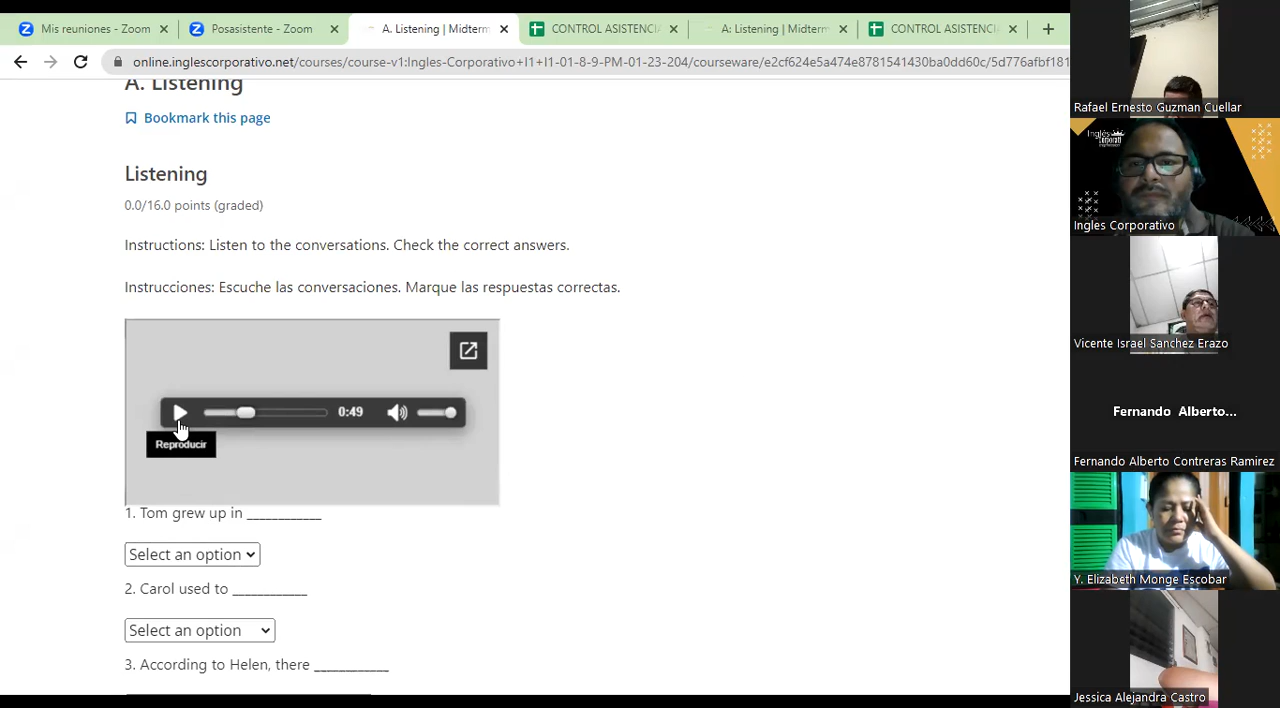 Mis reuniones - Zoom
Posasistente - Zoom
A. Listening | Midterm
CONTROL ASISTENCIA
A: Listening | Midterm
CONTROL ASISTENCIA
online.inglescorporativo.net/courses/course-v1:Ingles-Corporativo+I1+I1-01-8-9-PM-01-23-204/courseware/e2cf624e5a474e8781541430ba0dd60c/5d776afbf181
A. Listening
Bookmark this page
Listening
0.0/16.0 points (graded)
Instructions: Listen to the conversations. Check the correct answers.
Instrucciones: Escuche las conversaciones. Marque las respuestas correctas.
0:49
Reproducir
1. Tom grew up in ____________
Select an option
2. Carol used to ____________
Select an option
3. According to Helen, there ____________
Rafael Ernesto Guzman Cuellar
Inglés
Ingles Corporativo
Vicente Israel Sanchez Erazo
Fernando Alberto...
Fernando Alberto Contreras Ramirez
Y. Elizabeth Monge Escobar
Jessica Alejandra Castro